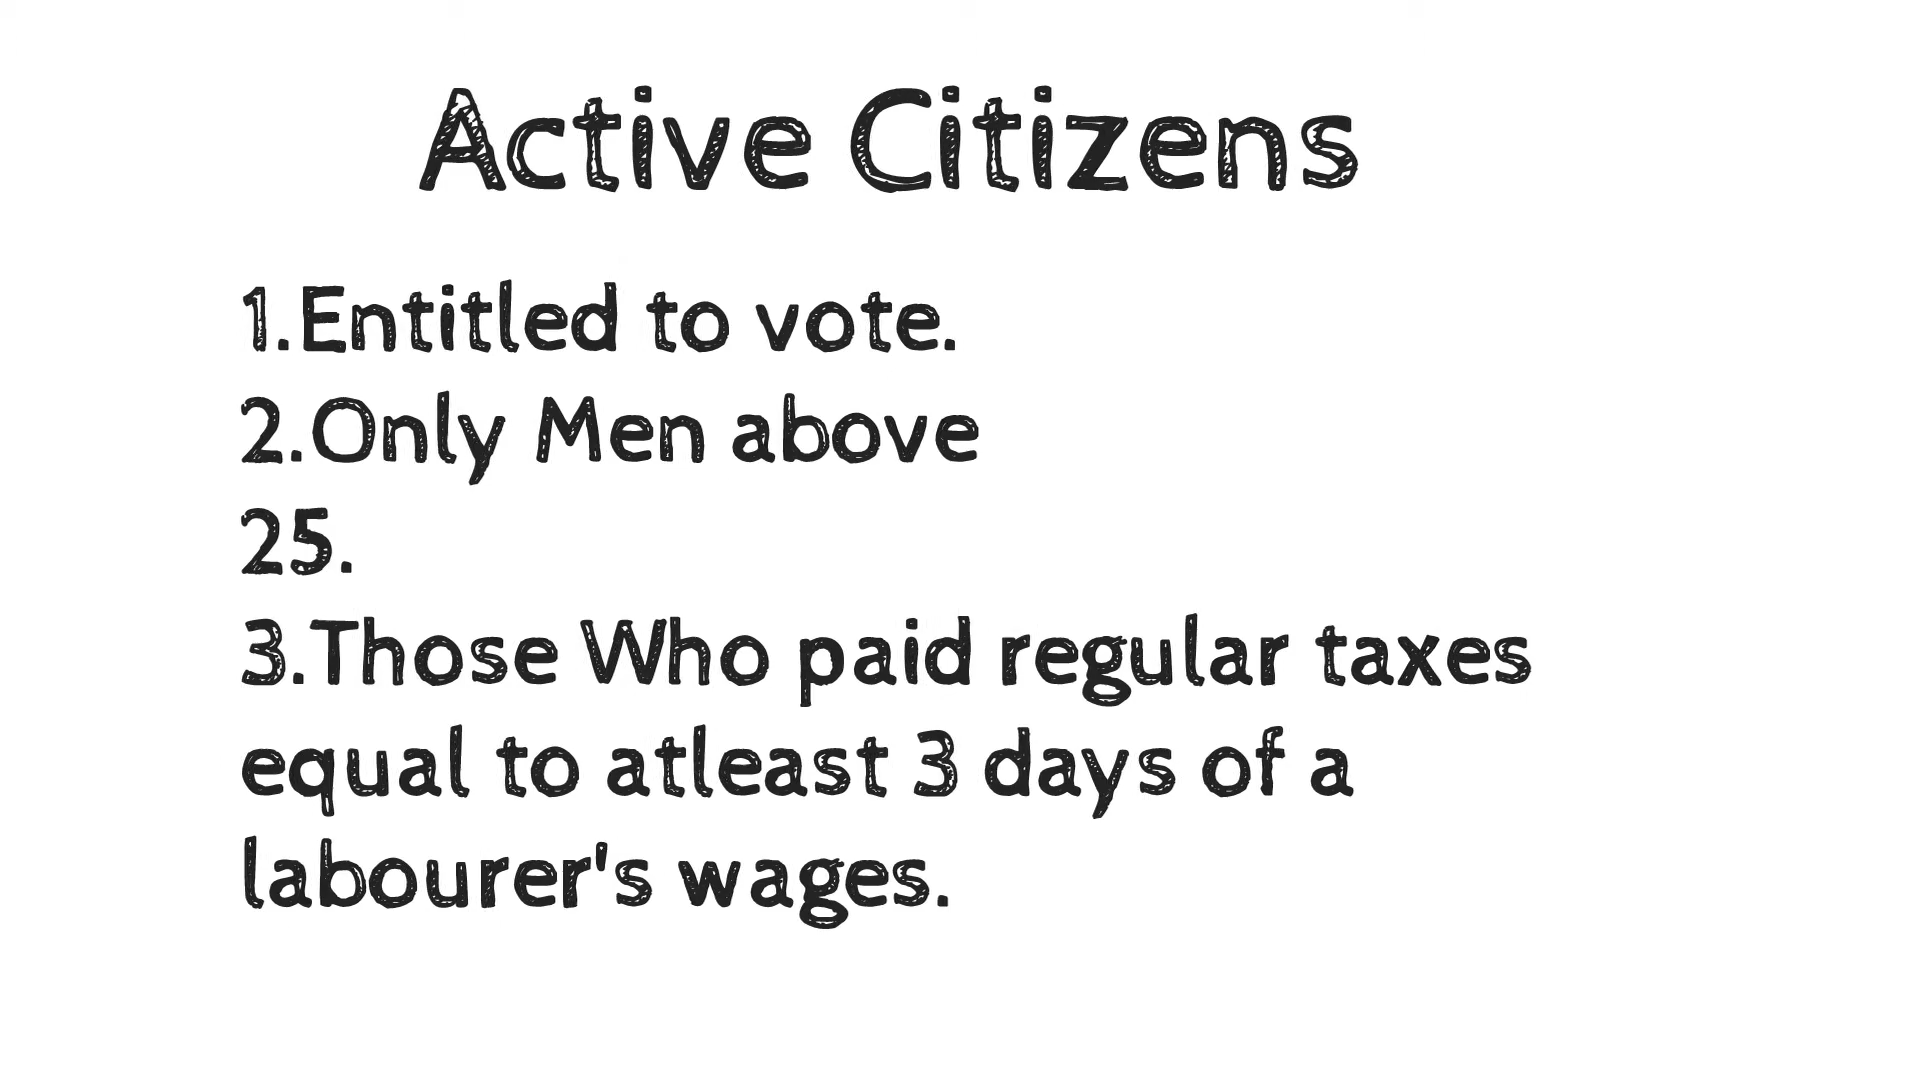 Active Citizens
1.Entitled to vote.
2.Only Men above
25.
3.Those Who paid regular taxes
equal to atleast 3 days of a
labourer's wages.